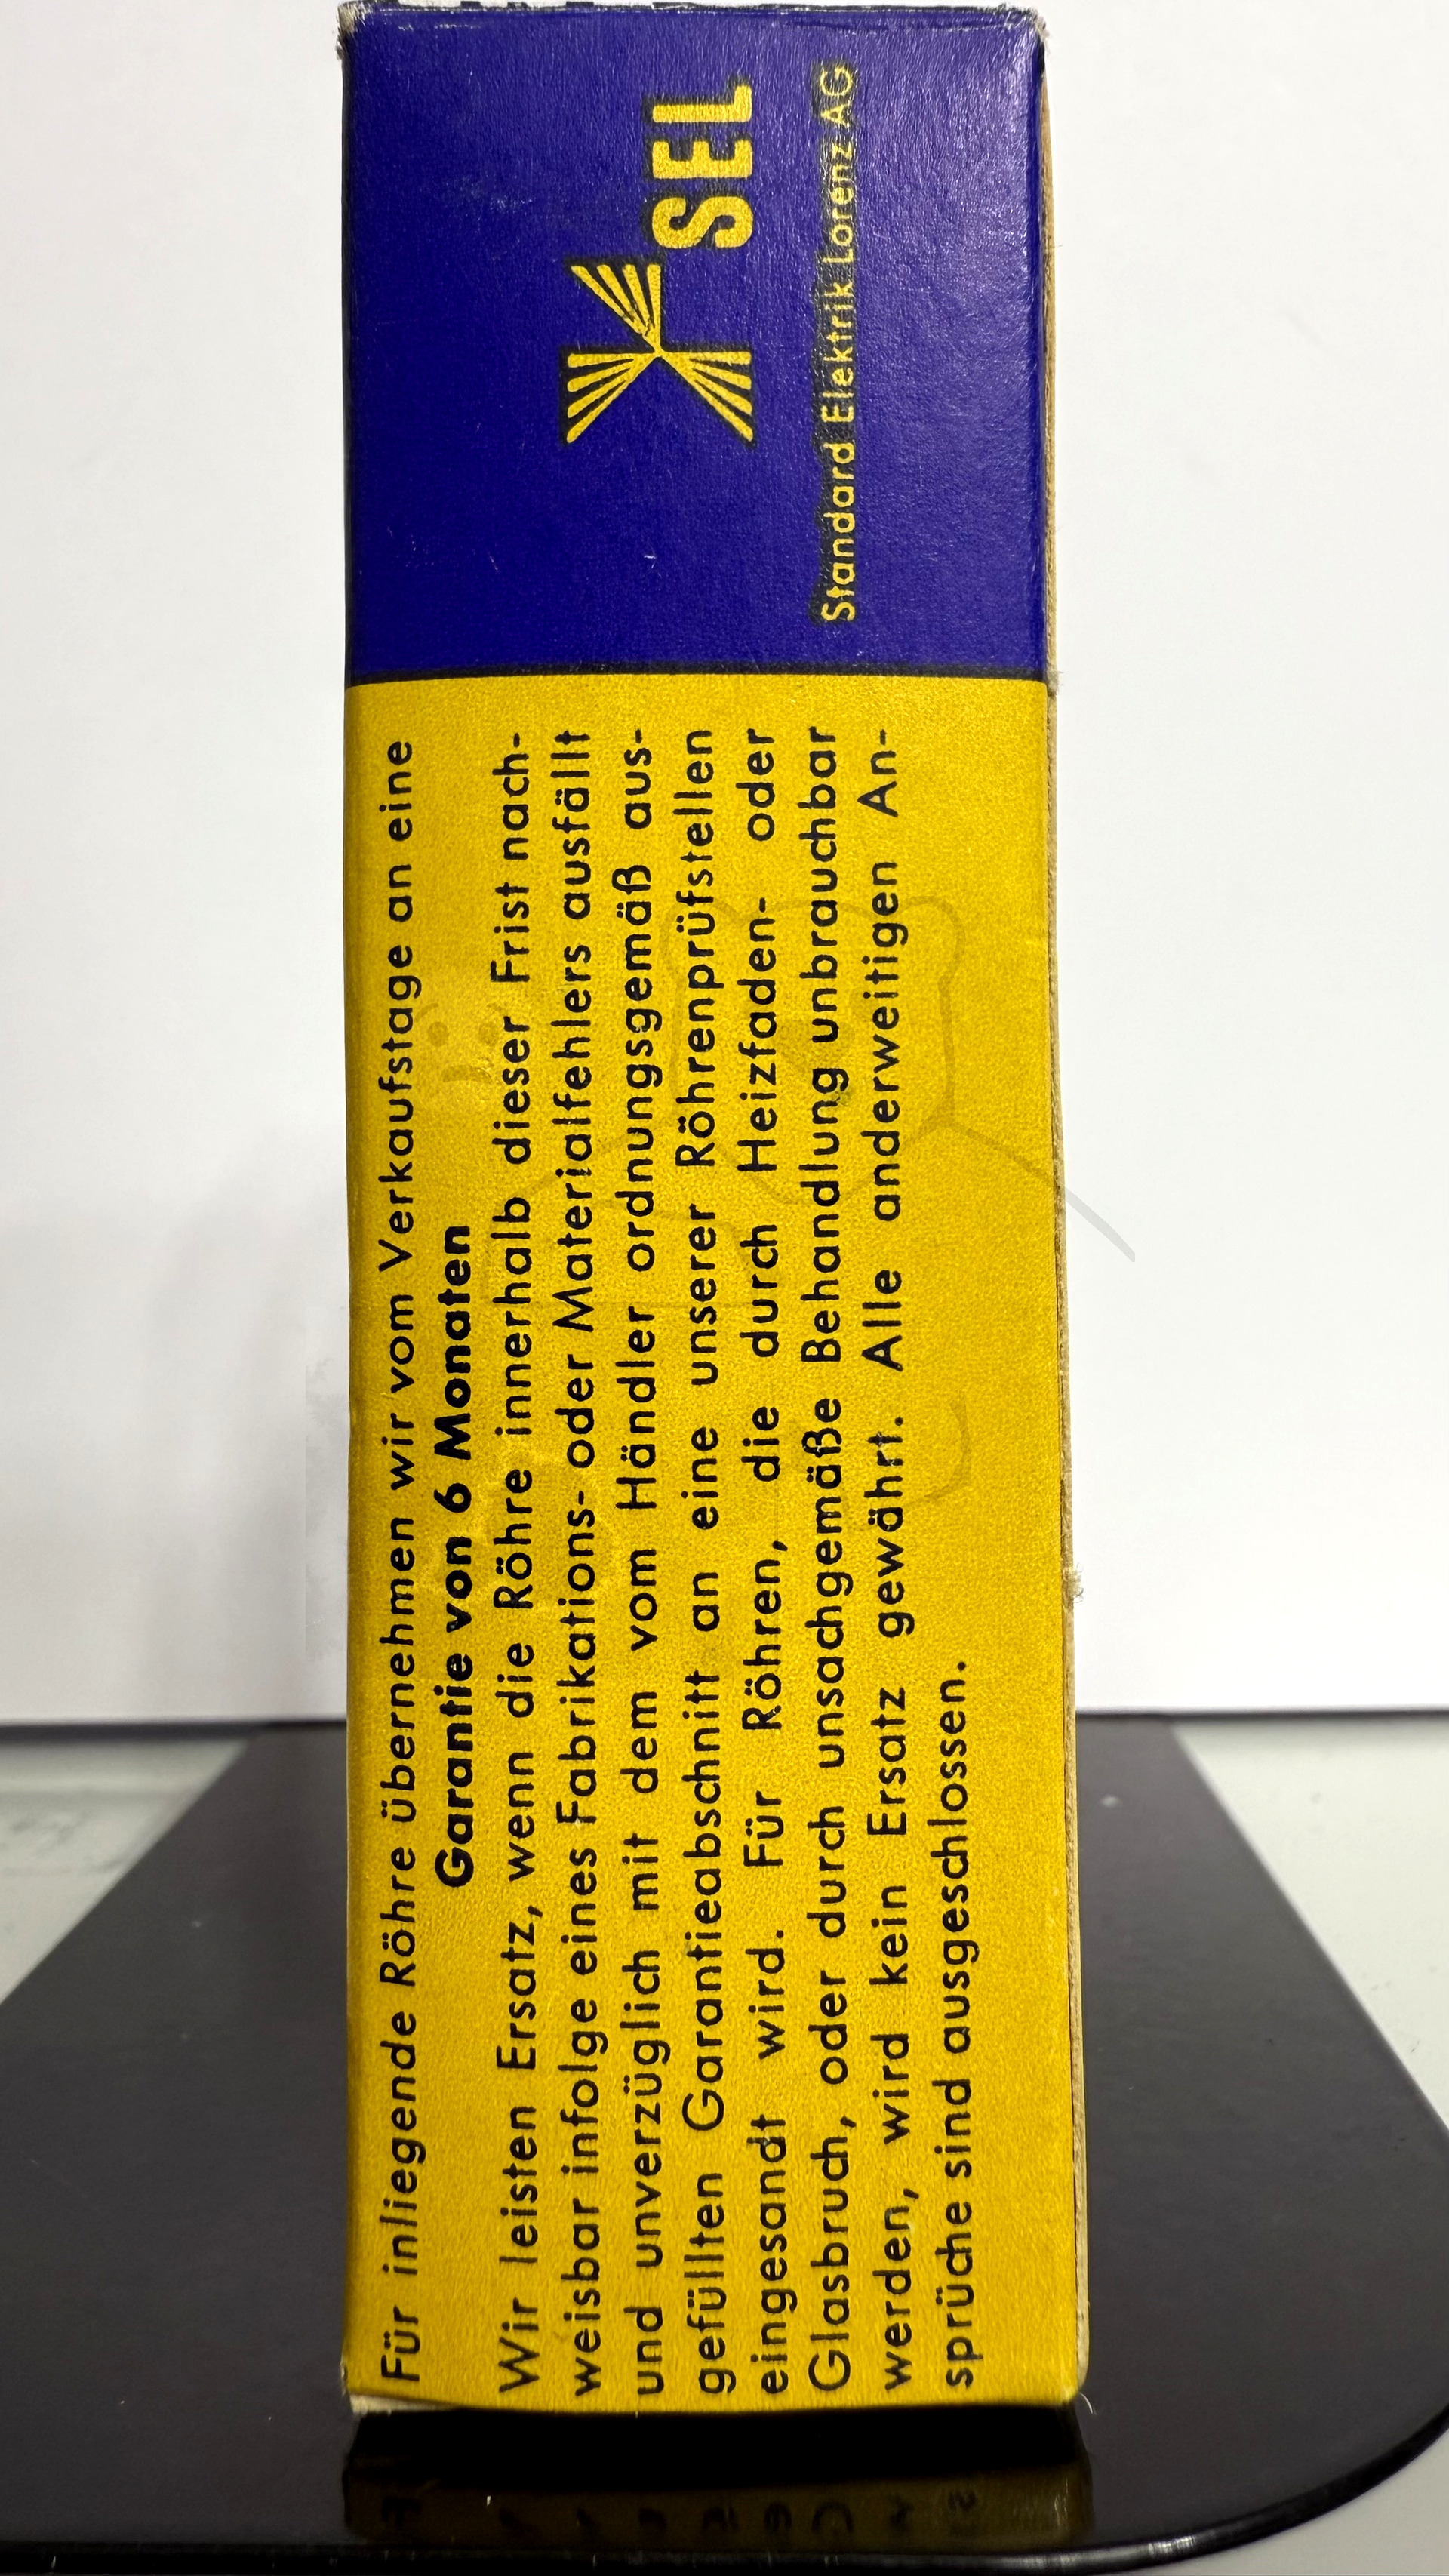 Für inliegende Röhre übernehmen wir vom Verkaufstage an eine
Garantie von 6 Monaten
Wir leisten Ersatz, wenn die Röhre innerhalb dieser Frist nach-
weisbar infolge eines Fabrikations- oder Materialfehlers ausfällt
und unverzüglich mit dem vom Händler ordnungsgemäß aus-
gefüllten Garantieabschnitt an eine unserer Röhrenprüfstellen
eingesandt wird. Für Röhren, die durch Heizfaden- oder
Glasbruch, oder durch unsachgemäße Behandlung unbrauchbar
werden, wird kein Ersatz gewährt. Alle anderweitigen An-
sprüche sind ausgeschlossen.
SEL
Standard Elektrik Lorenz AG